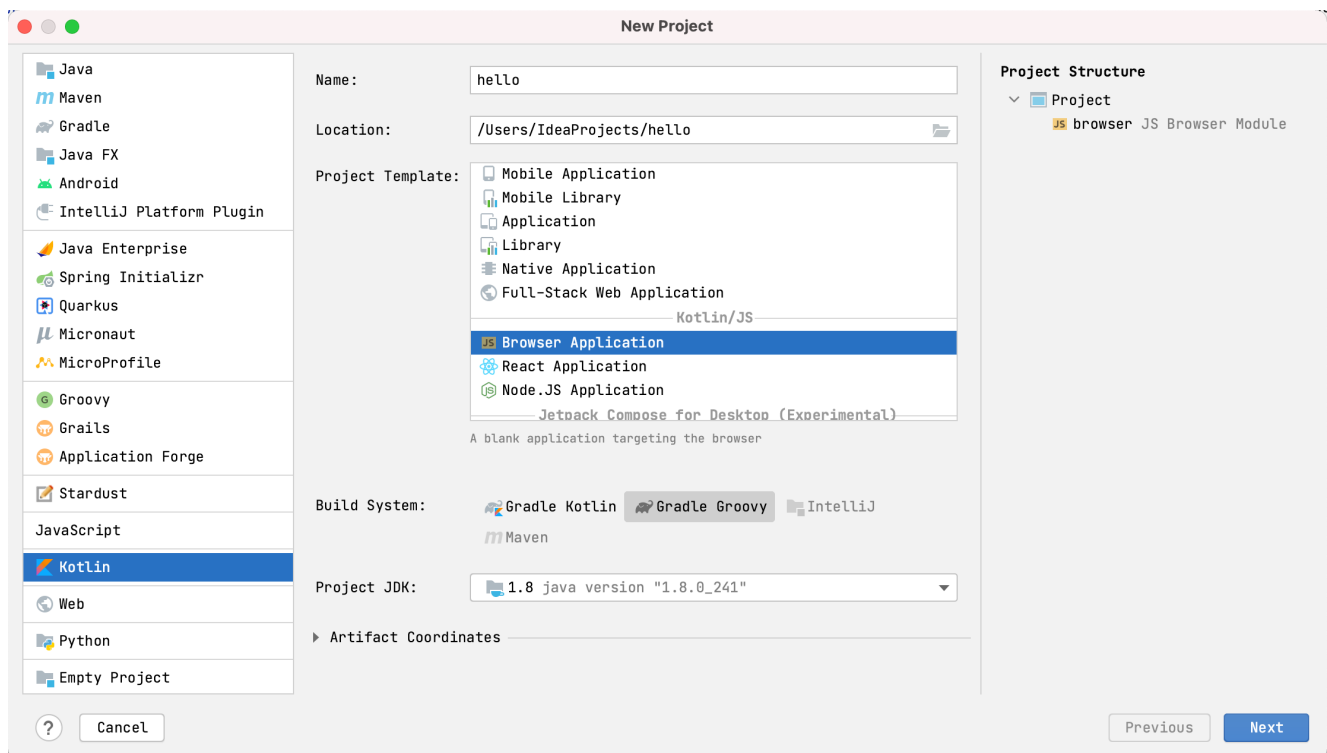 New Project
Java
Maven
Gradle
Java FX
Android
IntelliJ Platform Plugin
Java Enterprise
Spring Initializr
Quarkus
Micronaut
MicroProfile
Groovy
Grails
Application Forge
Stardust
JavaScript
Kotlin
Web
Python
Empty Project
Name: hello
Location: /Users/IdeaProjects/hello
Project Template:
Mobile Application
Mobile Library
Application
Library
Native Application
Full-Stack Web Application
Kotlin/JS
JS Browser Application
React Application
JS Node.JS Application
Jetpack Compose for Desktop (Experimental)
A blank application targeting the browser
Build System: Gradle Kotlin Gradle Groovy IntelliJ
Maven
Project JDK: 1.8 java version "1.8.0_241"
Artifact Coordinates
Project Structure
Project
JS browser JS Browser Module
? Cancel Previous Next